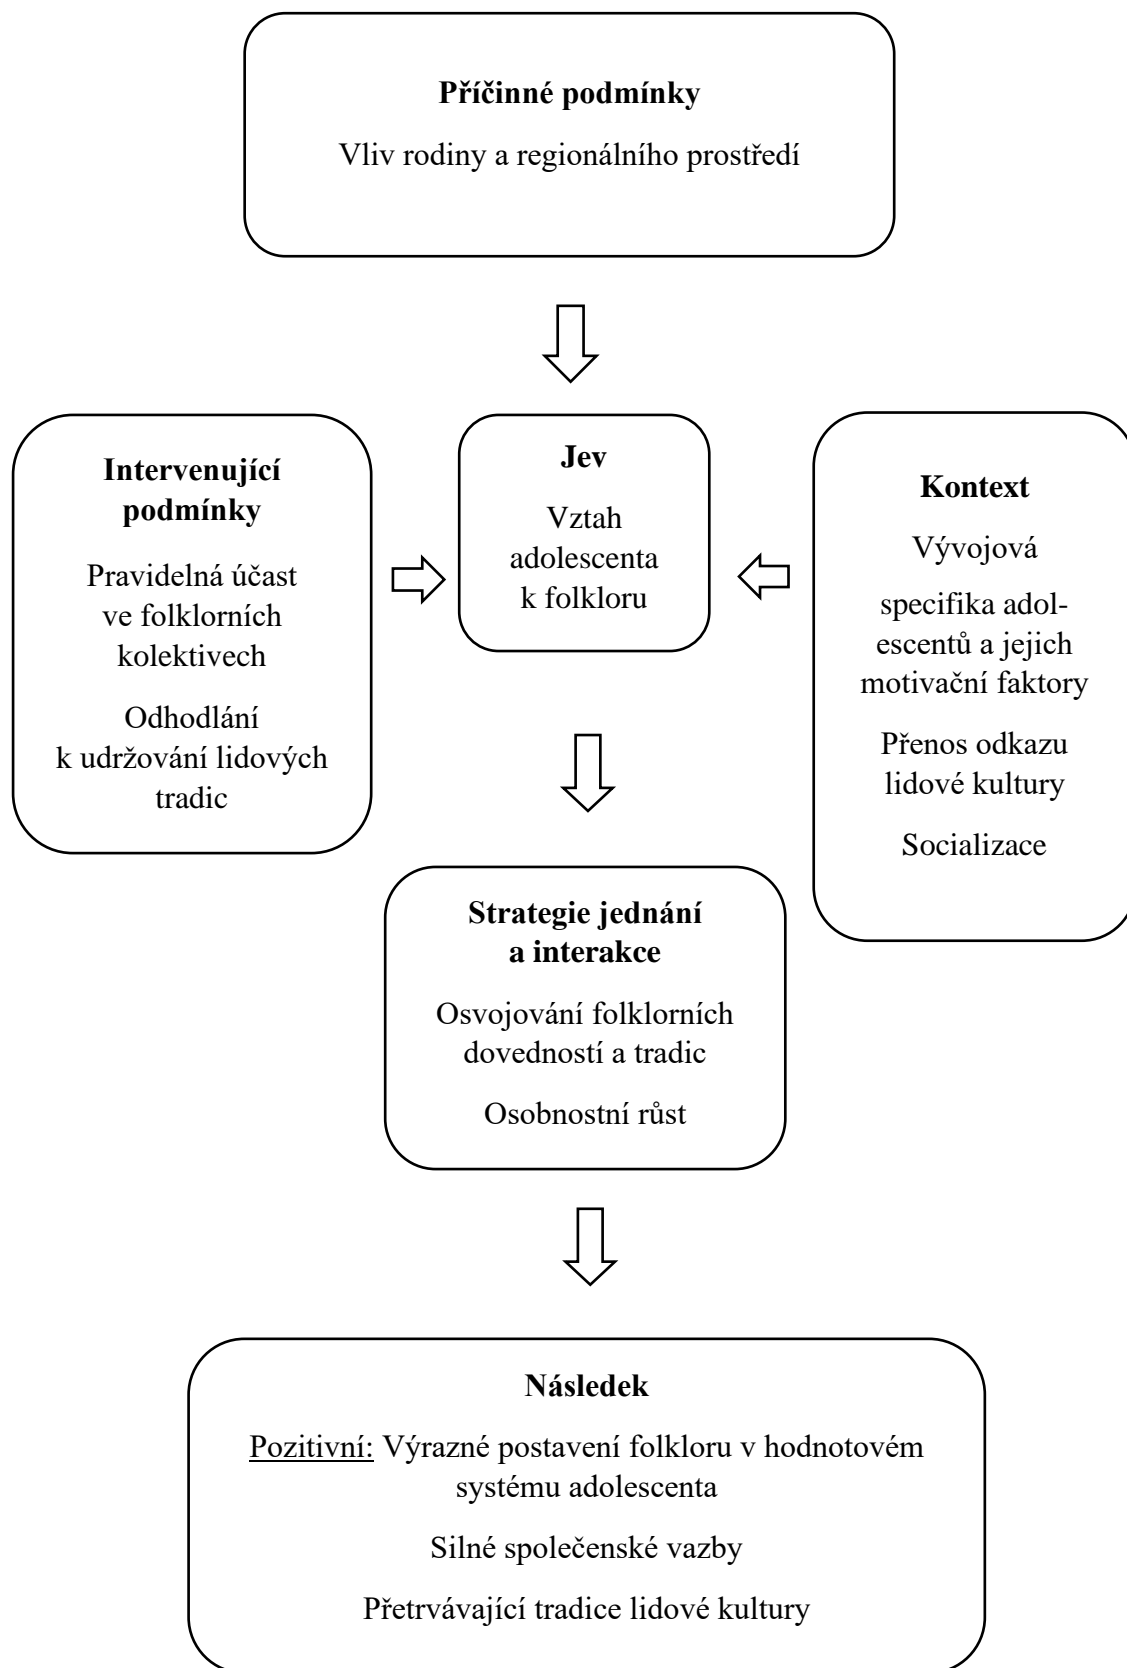 Příčinné podmínky
Vliv rodiny a regionálního prostředí
Intervenující
podmínky
Pravidelná účast
ve folklorních
kolektivech
Odhodlání
k udržování lidových
tradic
Jev
Vztah
adolescenta
k folkloru
Kontext
Vývojová
specifika adol-
escentů a jejich
motivační faktory
Přenos odkazu
lidové kultury
Socializace
Strategie jednání
a interakce
Osvojování folklorních
dovedností a tradic
Osobnostní růst
Následek
Pozitivní: Výrazné postavení folkloru v hodnotovém
systému adolescenta
Silné společenské vazby
Přetrvávající tradice lidové kultury